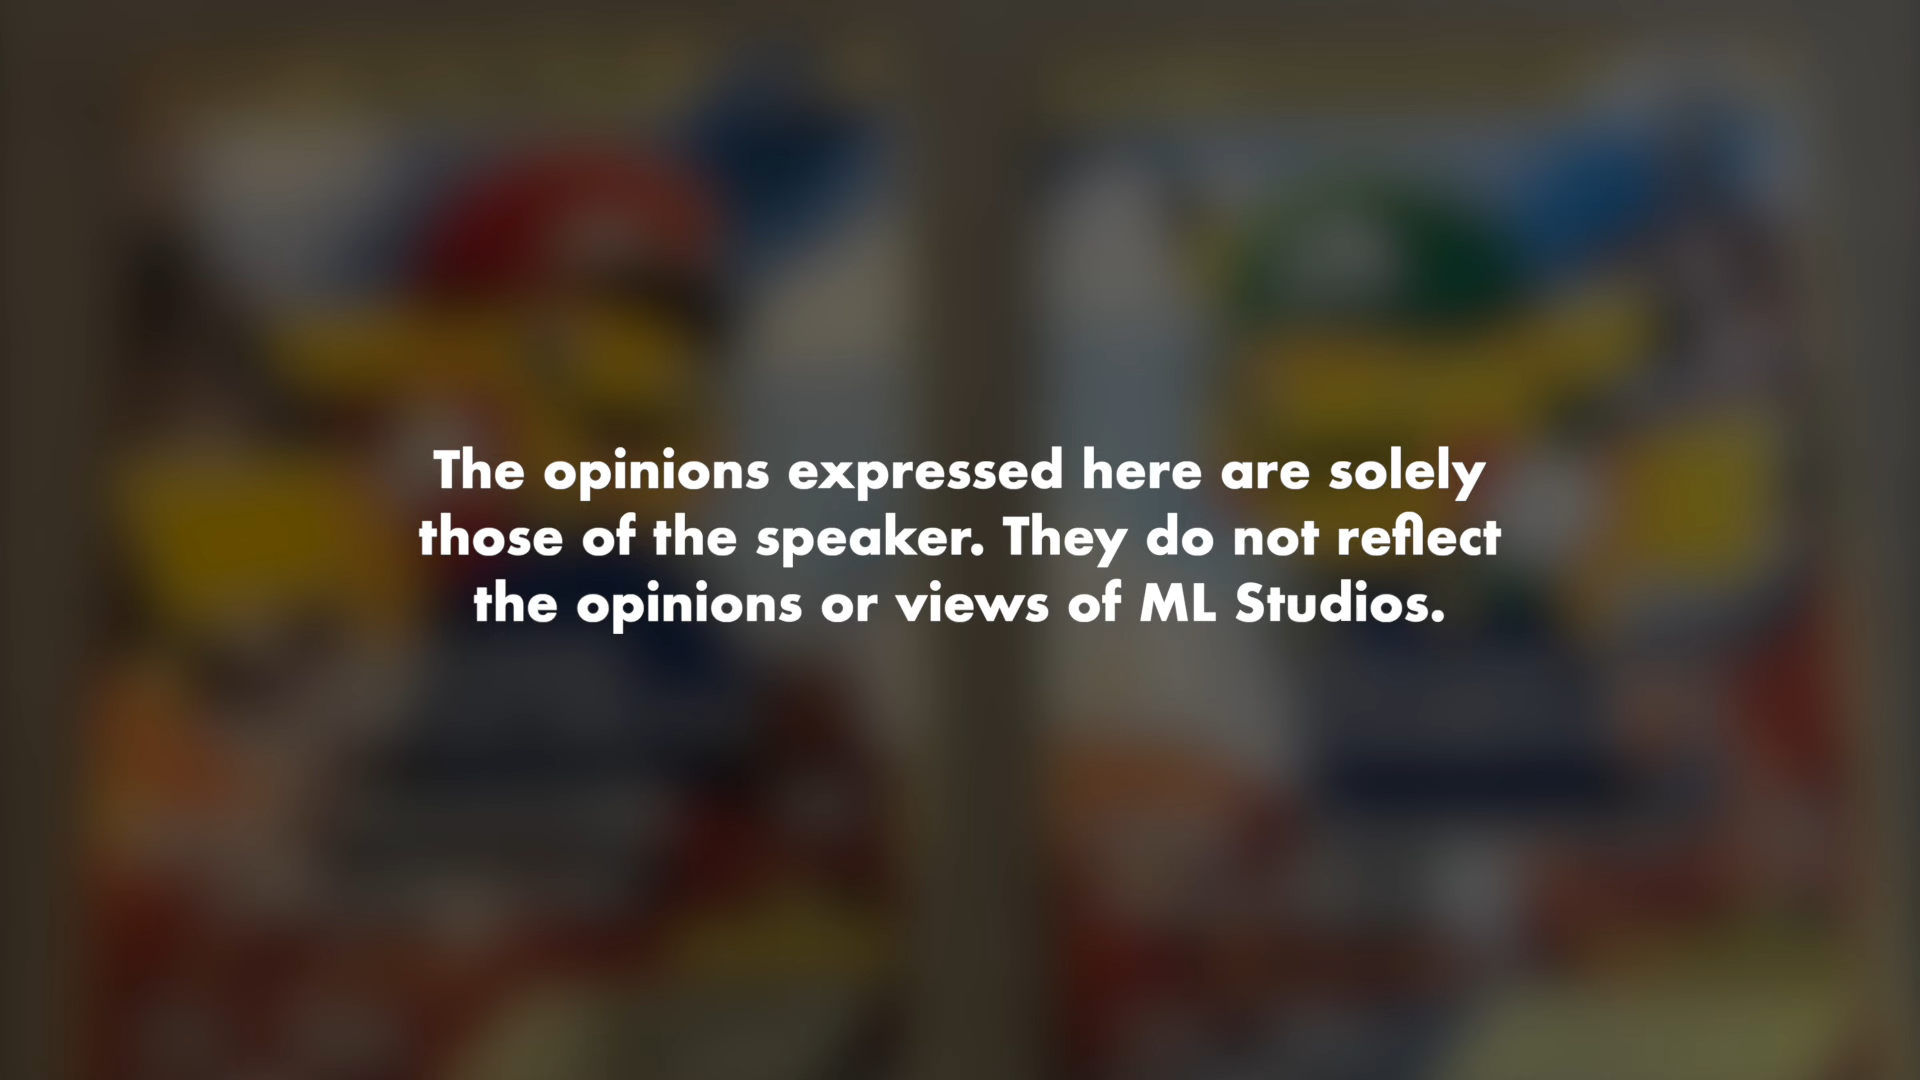 The opinions expressed here are solely
those of the speaker. They do not reflect
the opinions or views of ML Studios.